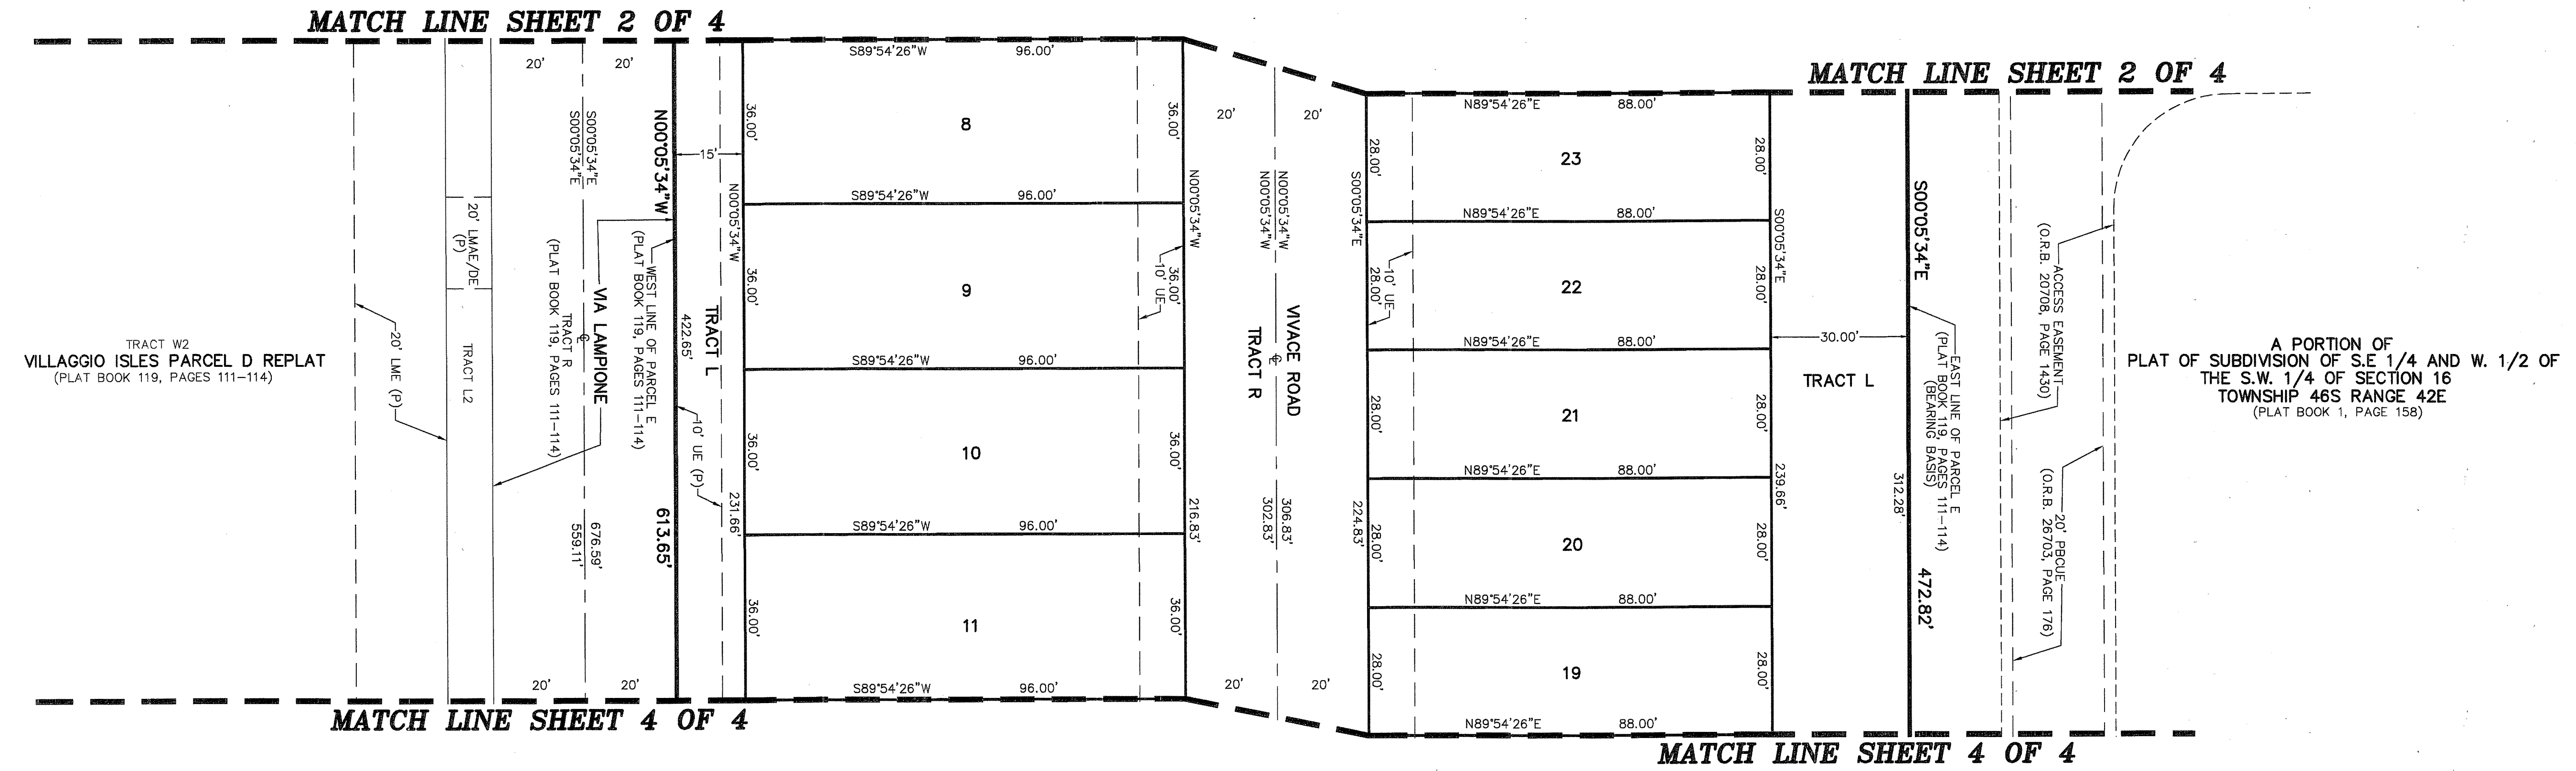 MATCH LINE SHEET 2 OF 4
MATCH LINE SHEET 2 OF 4
TRACT W2
VILLAGGIO ISLES PARCEL D REPLAT
(PLAT BOOK 119, PAGES 111-114)
20' LME (P)
20' LMAE/DE
(P)
TRACT L2
20'
20'
S00°05'34"E
S00°05'34"E
VIA LAMPIONE
℄
TRACT R
(PLAT BOOK 119, PAGES 111-114)
676.59'
559.11'
20'
20'
N00°05'34"W
WEST LINE OF PARCEL E
(PLAT BOOK 119, PAGES 111-114)
613.65'
422.65'
15'
TRACT L
10' UE (P)
N00°05'34"W
231.66'
S89°54'26"W 96.00'
36.00'
8
36.00'
S89°54'26"W 96.00'
36.00'
9
36.00'
S89°54'26"W 96.00'
36.00'
10
36.00'
S89°54'26"W 96.00'
36.00'
11
36.00'
S89°54'26"W 96.00'
N00°05'34"W
10' UE
216.83'
20'
20'
N00°05'34"W
N00°05'34"W
VIVACE ROAD
℄
TRACT R
306.83'
302.83'
20'
20'
S00°05'34"E
10' UE
224.83'
N89°54'26"E 88.00'
28.00'
23
28.00'
N89°54'26"E 88.00'
28.00'
22
28.00'
N89°54'26"E 88.00'
28.00'
21
28.00'
N89°54'26"E 88.00'
28.00'
20
28.00'
N89°54'26"E 88.00'
28.00'
19
28.00'
N89°54'26"E 88.00'
S00°05'34"E
239.66'
30.00'
TRACT L
312.28'
S00°05'34"E
EAST LINE OF PARCEL E
(PLAT BOOK 119, PAGES 111-114)
(BEARING BASIS)
472.82'
ACCESS EASEMENT
(O.R.B. 20708, PAGE 1430)
20' PBCUE
(O.R.B. 26703, PAGE 176)
A PORTION OF
PLAT OF SUBDIVISION OF S.E 1/4 AND W. 1/2 OF
THE S.W. 1/4 OF SECTION 16
TOWNSHIP 46S RANGE 42E
(PLAT BOOK 1, PAGE 158)
MATCH LINE SHEET 4 OF 4
MATCH LINE SHEET 4 OF 4